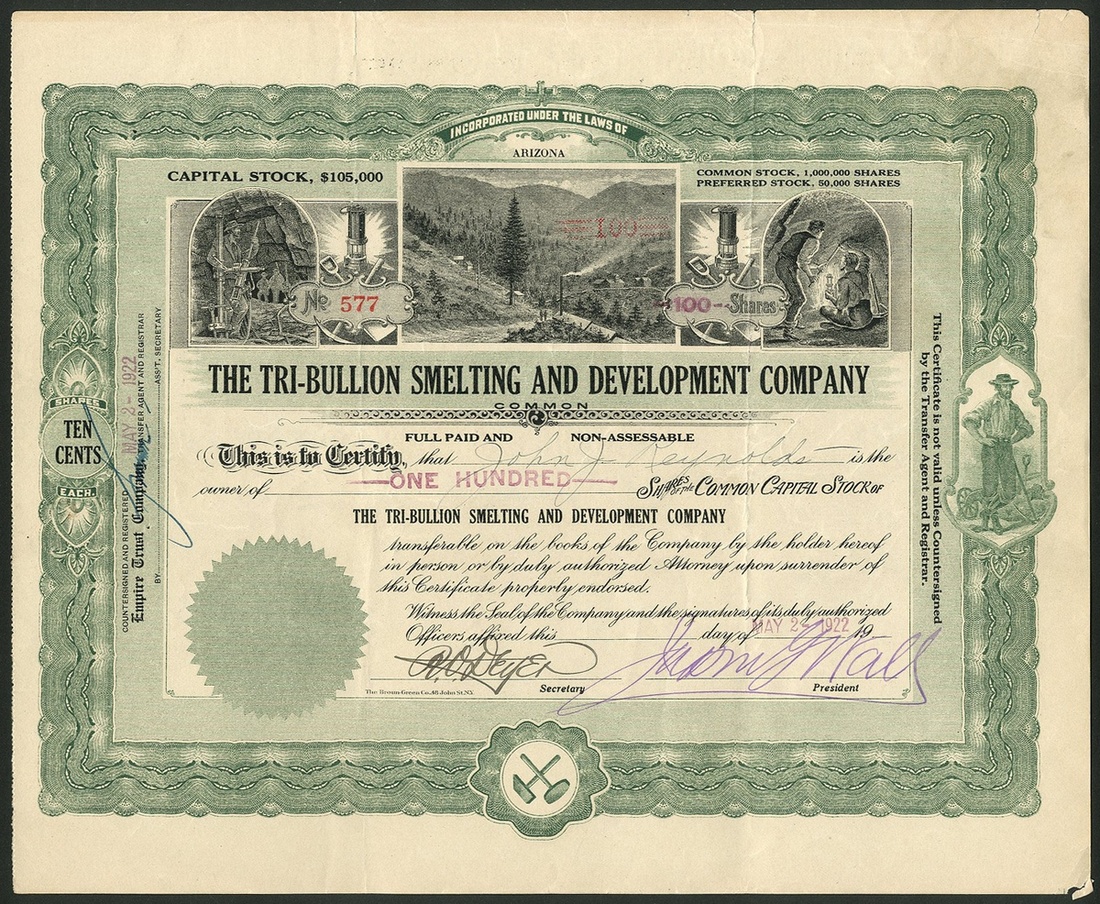 INCORPORATED UNDER THE LAWS OF
ARIZONA
CAPITAL STOCK, $105,000
COMMON STOCK, 1,000,000 SHARES
PREFERRED STOCK, 50,000 SHARES
100
No 577
100 Shares
THE TRI-BULLION SMELTING AND DEVELOPMENT COMPANY
COMMON
FULL PAID AND NON-ASSESSABLE
This is to Certify, that John J. Reynolds is the
owner of ONE HUNDRED SHARES OF THE COMMON CAPITAL STOCK OF
THE TRI-BULLION SMELTING AND DEVELOPMENT COMPANY
transferable on the books of the Company by the holder hereof
in person or by duly authorized Attorney upon surrender of
this Certificate properly endorsed.
Witness the Seal of the Company and the signatures of its duly authorized
Officers affixed this day of MAY 2- 1922 19
Secretary
President
The Broun Green Co. 48 John St. N.Y.
SHARES
TEN
CENTS
EACH.
COUNTERSIGNED AND REGISTERED MAY 2- 1922
Empire Trust Company, TRANSFER AGENT AND REGISTRAR
BY ASS'T. SECRETARY
This Certificate is not valid unless Countersigned
by the Transfer Agent and Registrar.